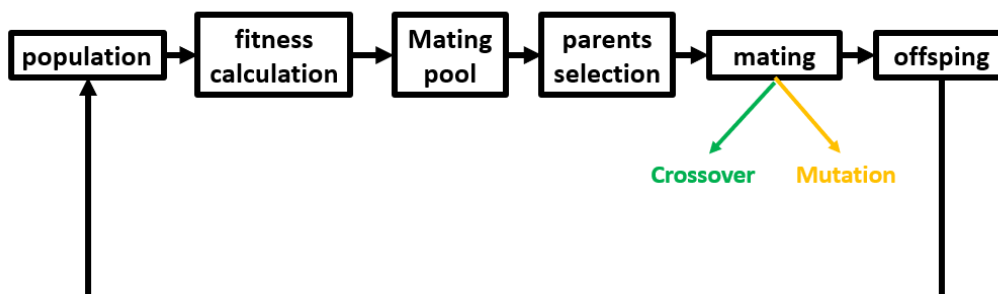 population
fitness
calculation
Mating
pool
parents
selection
mating
offsping
Crossover
Mutation